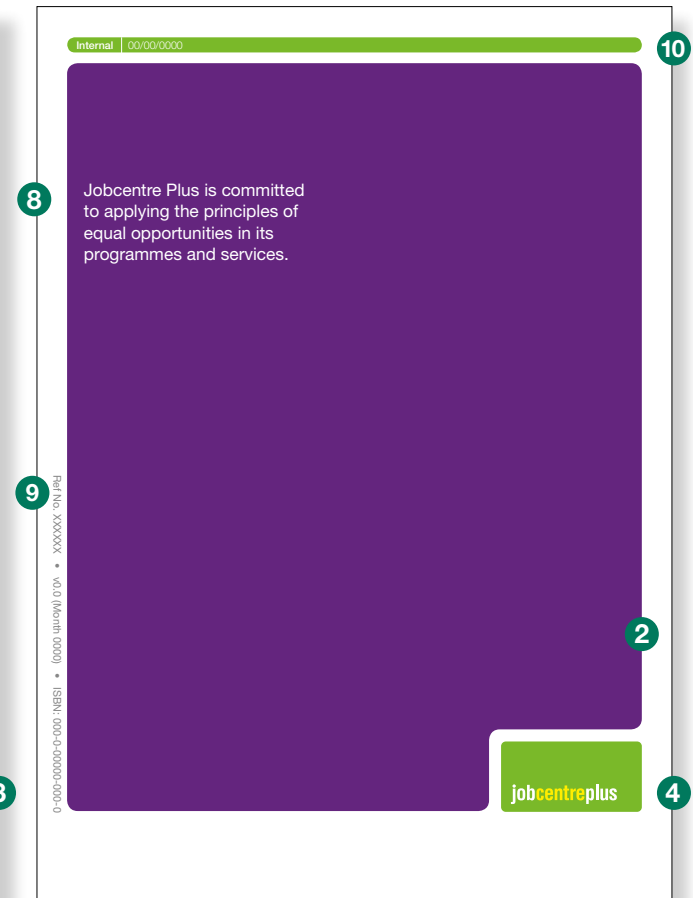 Internal 00/00/0000
10
8
Jobcentre Plus is committed
to applying the principles of
equal opportunities in its
programmes and services.
9
Ref No. XXXXXX • v0.0 (Month 0000) • ISBN: 000-0-00000-000-0
2
jobcentreplus
4